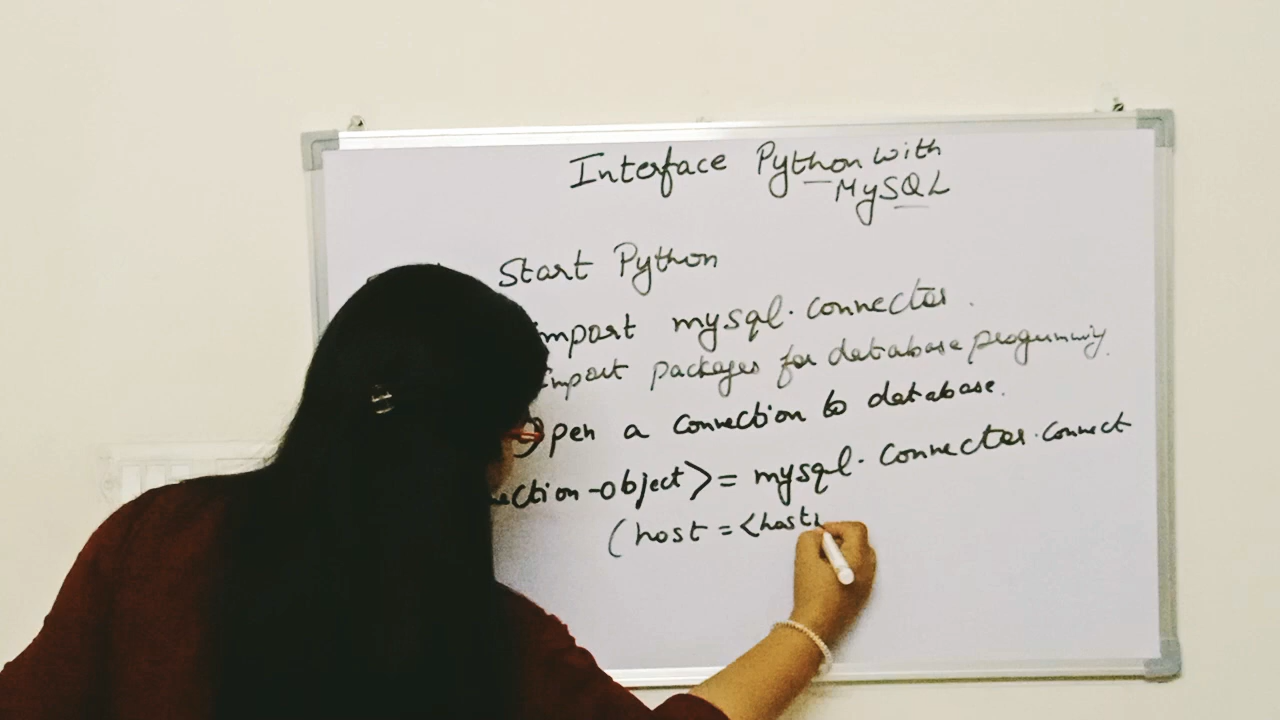 Interface Python with
MySQL
Start Python
import mysql.connector.
import packages for database programming.
Open a connection to database.
ection-object>= mysql.connector.connect
(host = <host